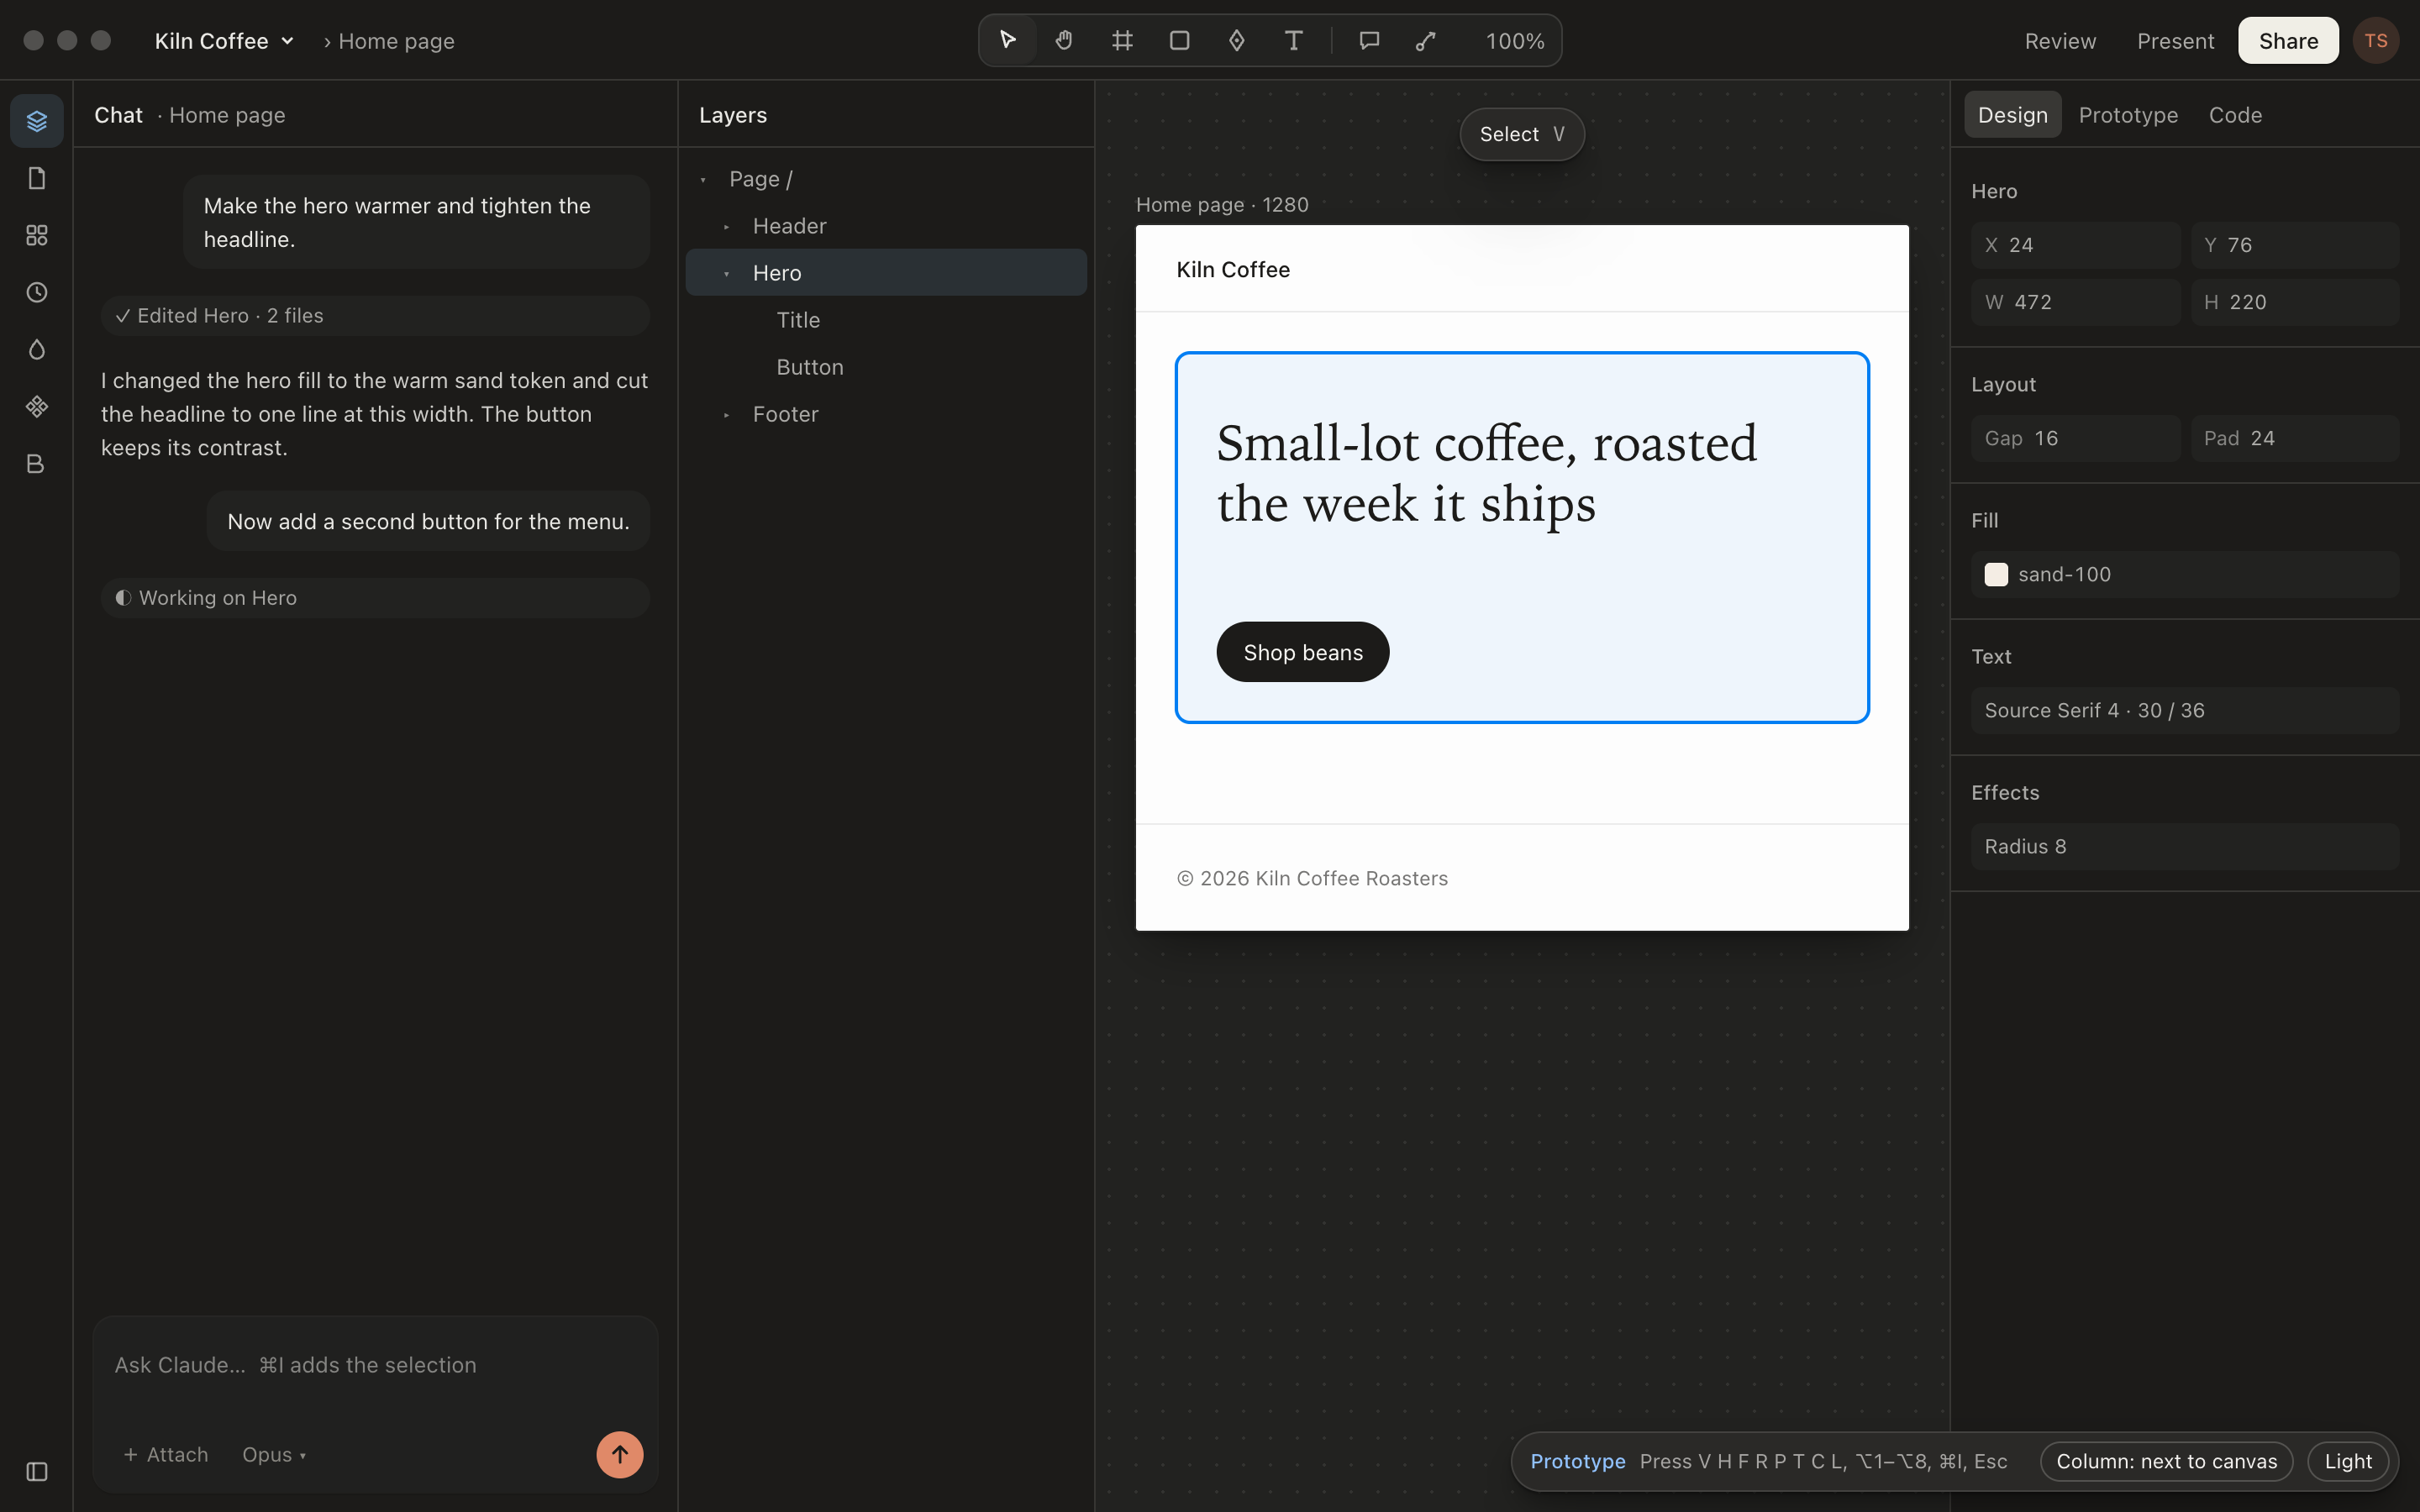 Kiln Coffee
› Home page
100%
Review
Present
Share
TS
Chat · Home page
Make the hero warmer and tighten the
headline.
✓ Edited Hero · 2 files
I changed the hero fill to the warm sand token and cut
the headline to one line at this width. The button
keeps its contrast.
Now add a second button for the menu.
Working on Hero
Ask Claude… ⌘I adds the selection
+ Attach
Opus
Layers
Page /
Header
Hero
Title
Button
Footer
Select V
Home page · 1280
Kiln Coffee
Small-lot coffee, roasted
the week it ships
Shop beans
© 2026 Kiln Coffee Roasters
Design
Prototype
Code
Hero
X 24
Y 76
W 472
H 220
Layout
Gap 16
Pad 24
Fill
sand-100
Text
Source Serif 4 · 30 / 36
Effects
Radius 8
Prototype Press V H F R P T C L, ⌥1–⌥8, ⌘I, Esc
Column: next to canvas
Light